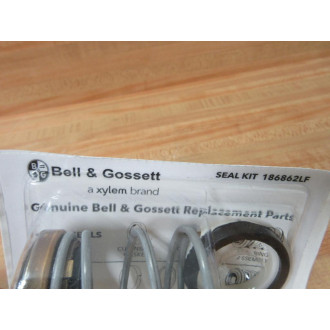 Bell & Gossett
SEAL KIT 186862LF
a xylem brand
Genuine Bell & Gossett Replacement Parts